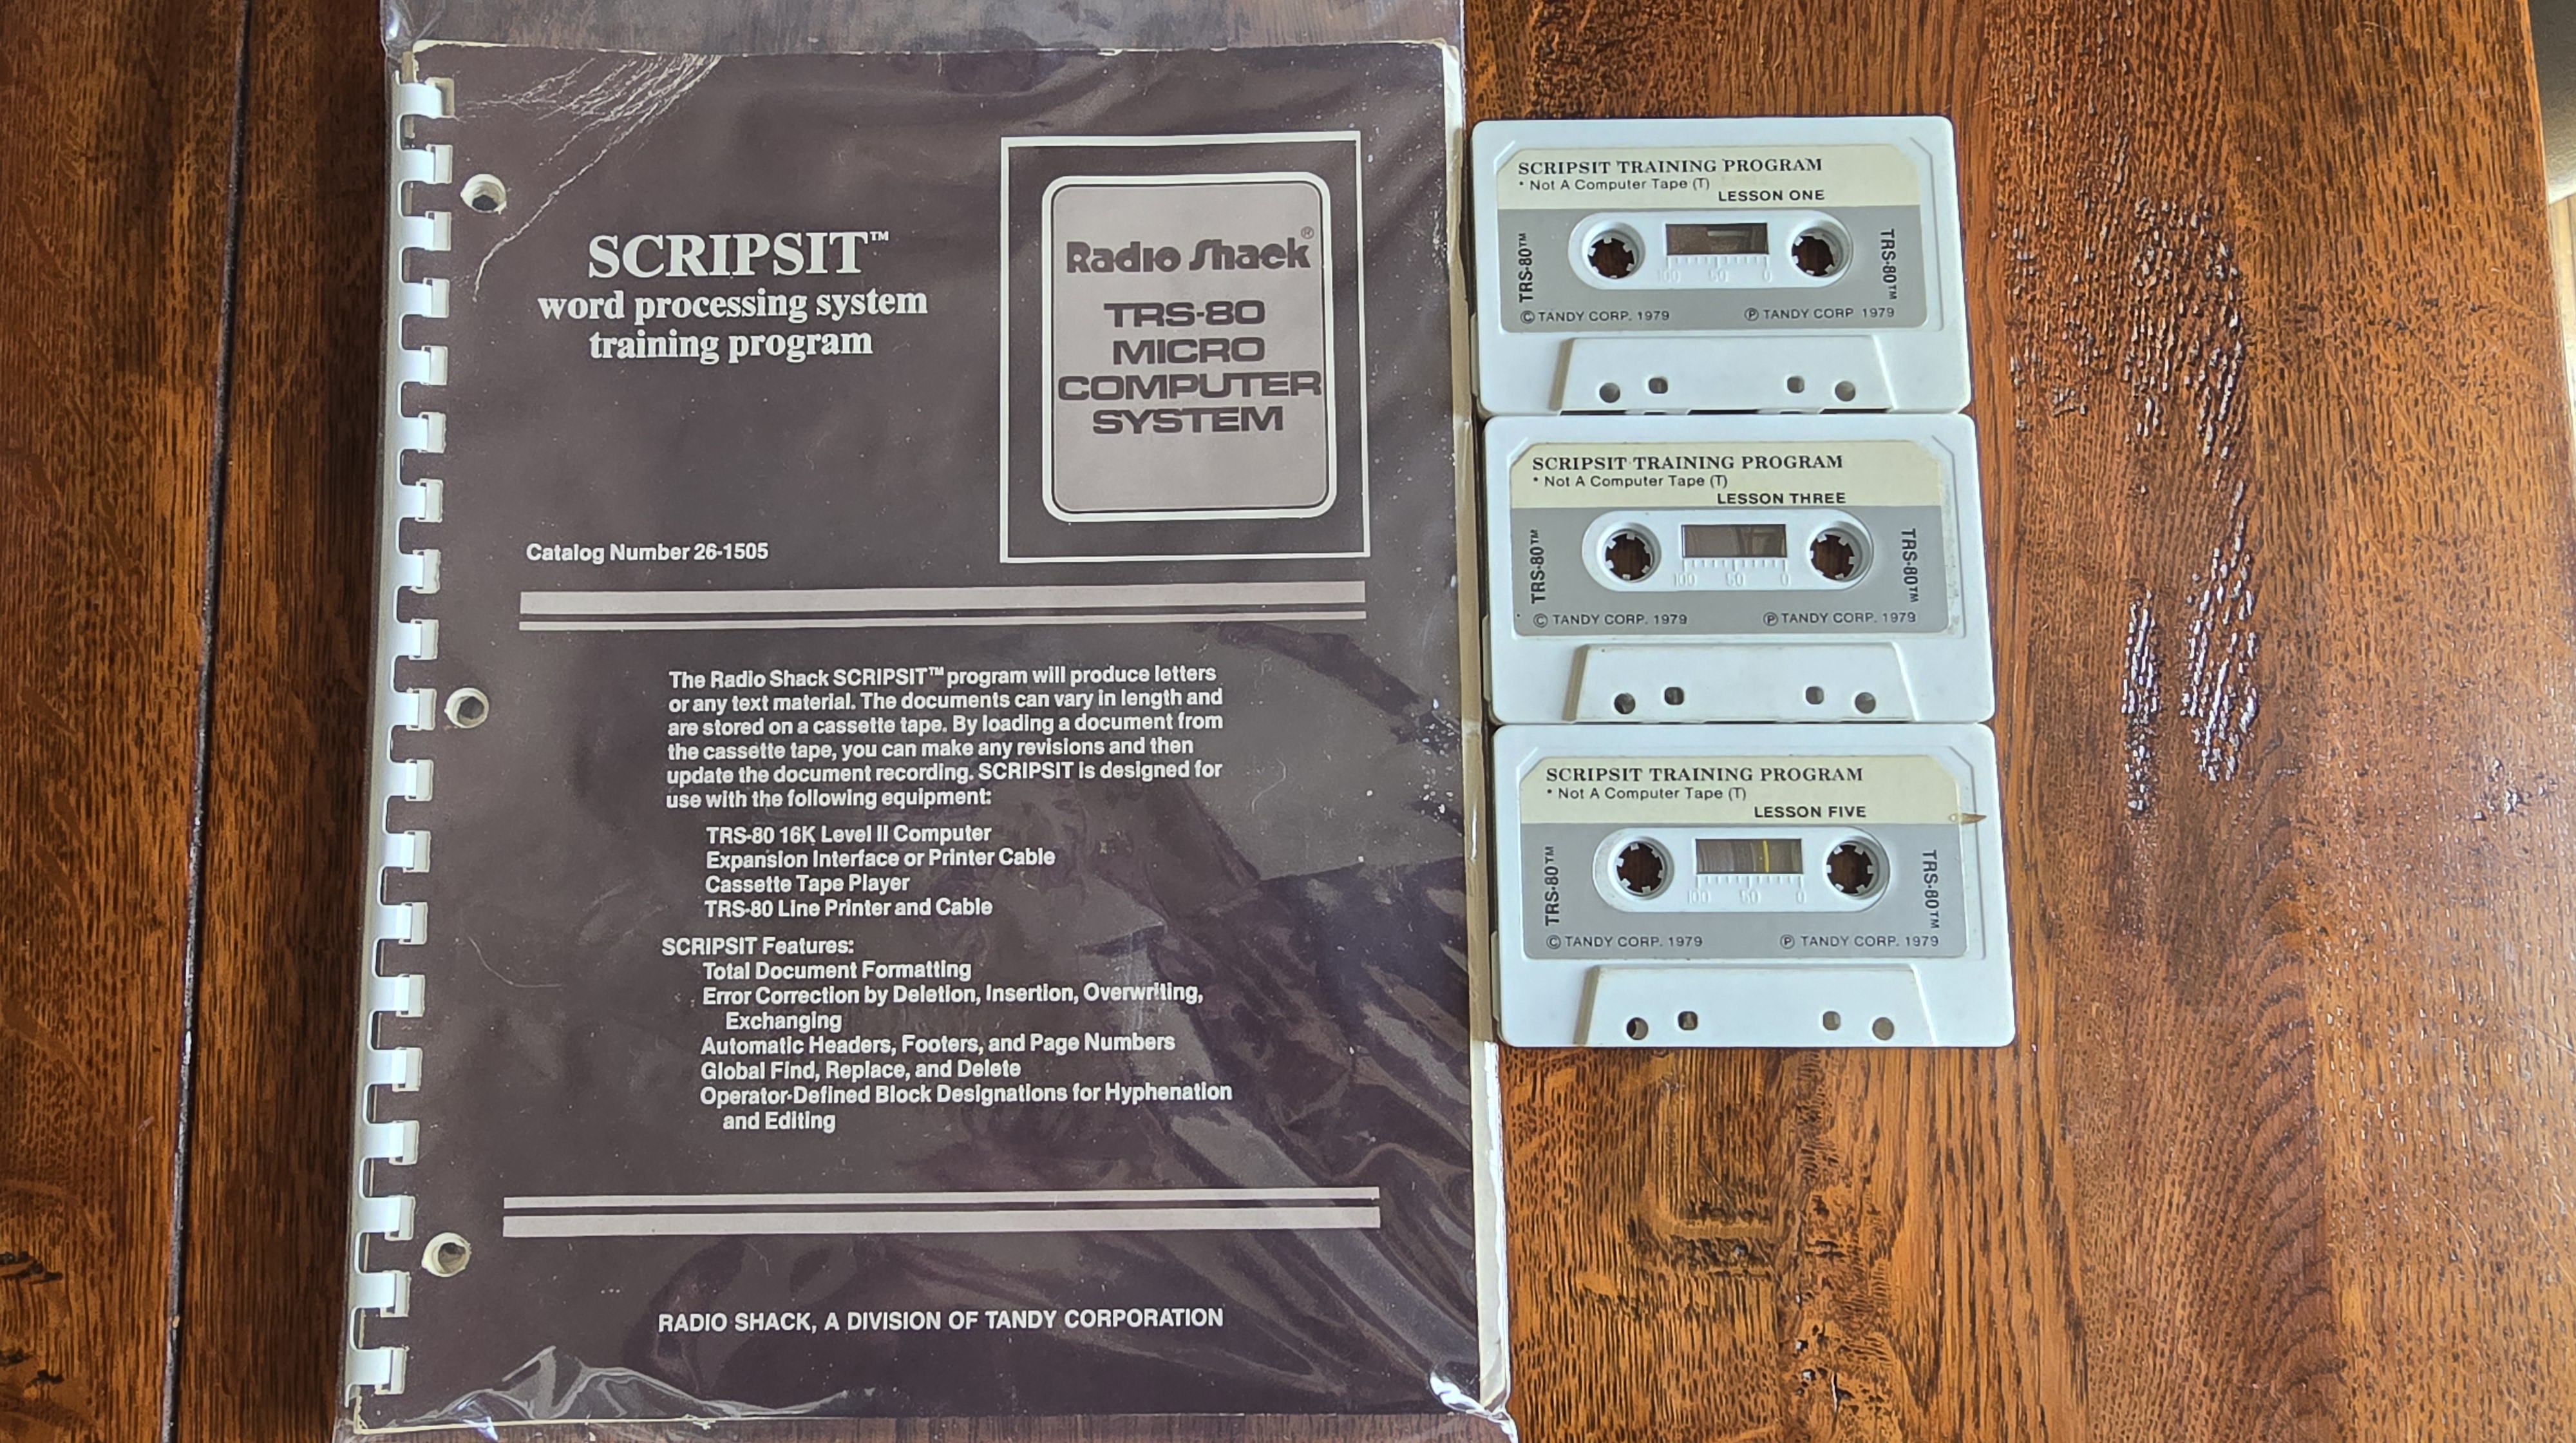 SCRIPSIT™
word processing system
training program
Radio Shack®
TRS-80
MICRO
COMPUTER
SYSTEM
Catalog Number 26-1505
The Radio Shack SCRIPSIT™ program will produce letters
or any text material. The documents can vary in length and
are stored on a cassette tape. By loading a document from
the cassette tape, you can make any revisions and then
update the document recording. SCRIPSIT is designed for
use with the following equipment:
TRS-80 16K Level II Computer
Expansion Interface or Printer Cable
Cassette Tape Player
TRS-80 Line Printer and Cable
SCRIPSIT Features:
Total Document Formatting
Error Correction by Deletion, Insertion, Overwriting,
Exchanging
Automatic Headers, Footers, and Page Numbers
Global Find, Replace, and Delete
Operator-Defined Block Designations for Hyphenation
and Editing
RADIO SHACK, A DIVISION OF TANDY CORPORATION
SCRIPSIT TRAINING PROGRAM
* Not A Computer Tape (T)
LESSON ONE
TRS-80™
100 50 0
TRS-80™
© TANDY CORP. 1979 ℗ TANDY CORP 1979
SCRIPSIT TRAINING PROGRAM
* Not A Computer Tape (T)
LESSON THREE
TRS-80™
100 50 0
TRS-80™
© TANDY CORP. 1979 ℗ TANDY CORP. 1979
SCRIPSIT TRAINING PROGRAM
* Not A Computer Tape (T)
LESSON FIVE
TRS-80™
100 50 0
TRS-80™
© TANDY CORP. 1979 ℗ TANDY CORP. 1979